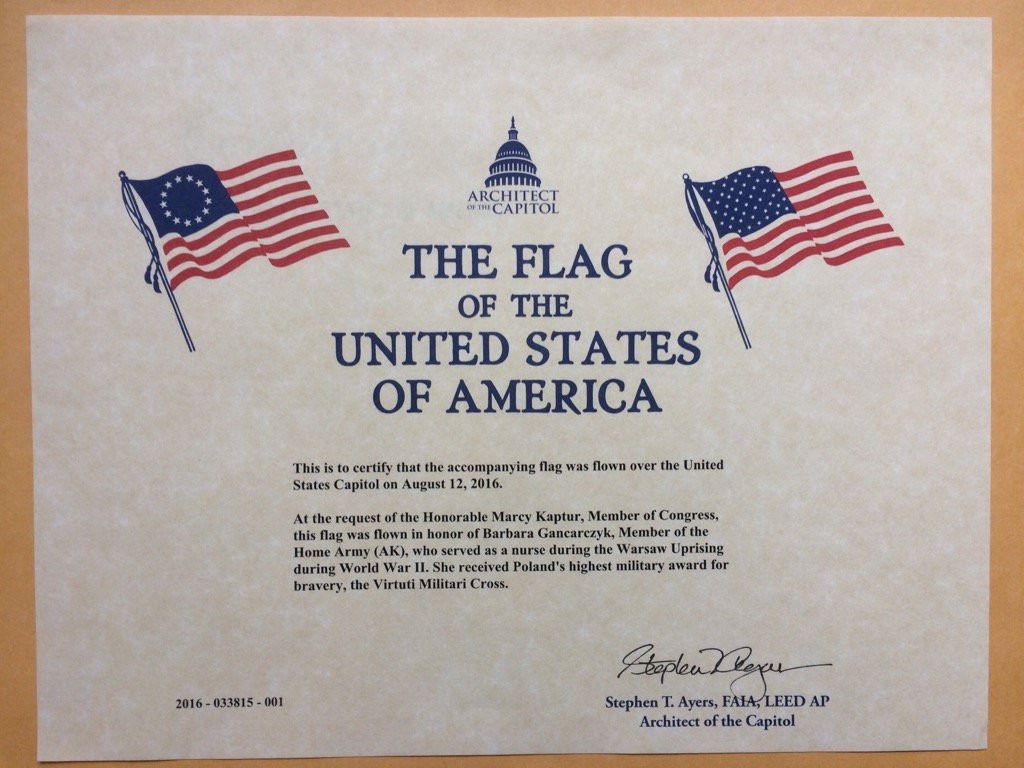 ARCHITECT
OF THE CAPITOL
THE FLAG
OF THE
UNITED STATES
OF AMERICA
This is to certify that the accompanying flag was flown over the United
States Capitol on August 12, 2016.
At the request of the Honorable Marcy Kaptur, Member of Congress,
this flag was flown in honor of Barbara Gancarczyk, Member of the
Home Army (AK), who served as a nurse during the Warsaw Uprising
during World War II. She received Poland's highest military award for
bravery, the Virtuti Militari Cross.
Stephen T. Ayers
2016 - 033815 - 001
Stephen T. Ayers, FAIA, LEED AP
Architect of the Capitol